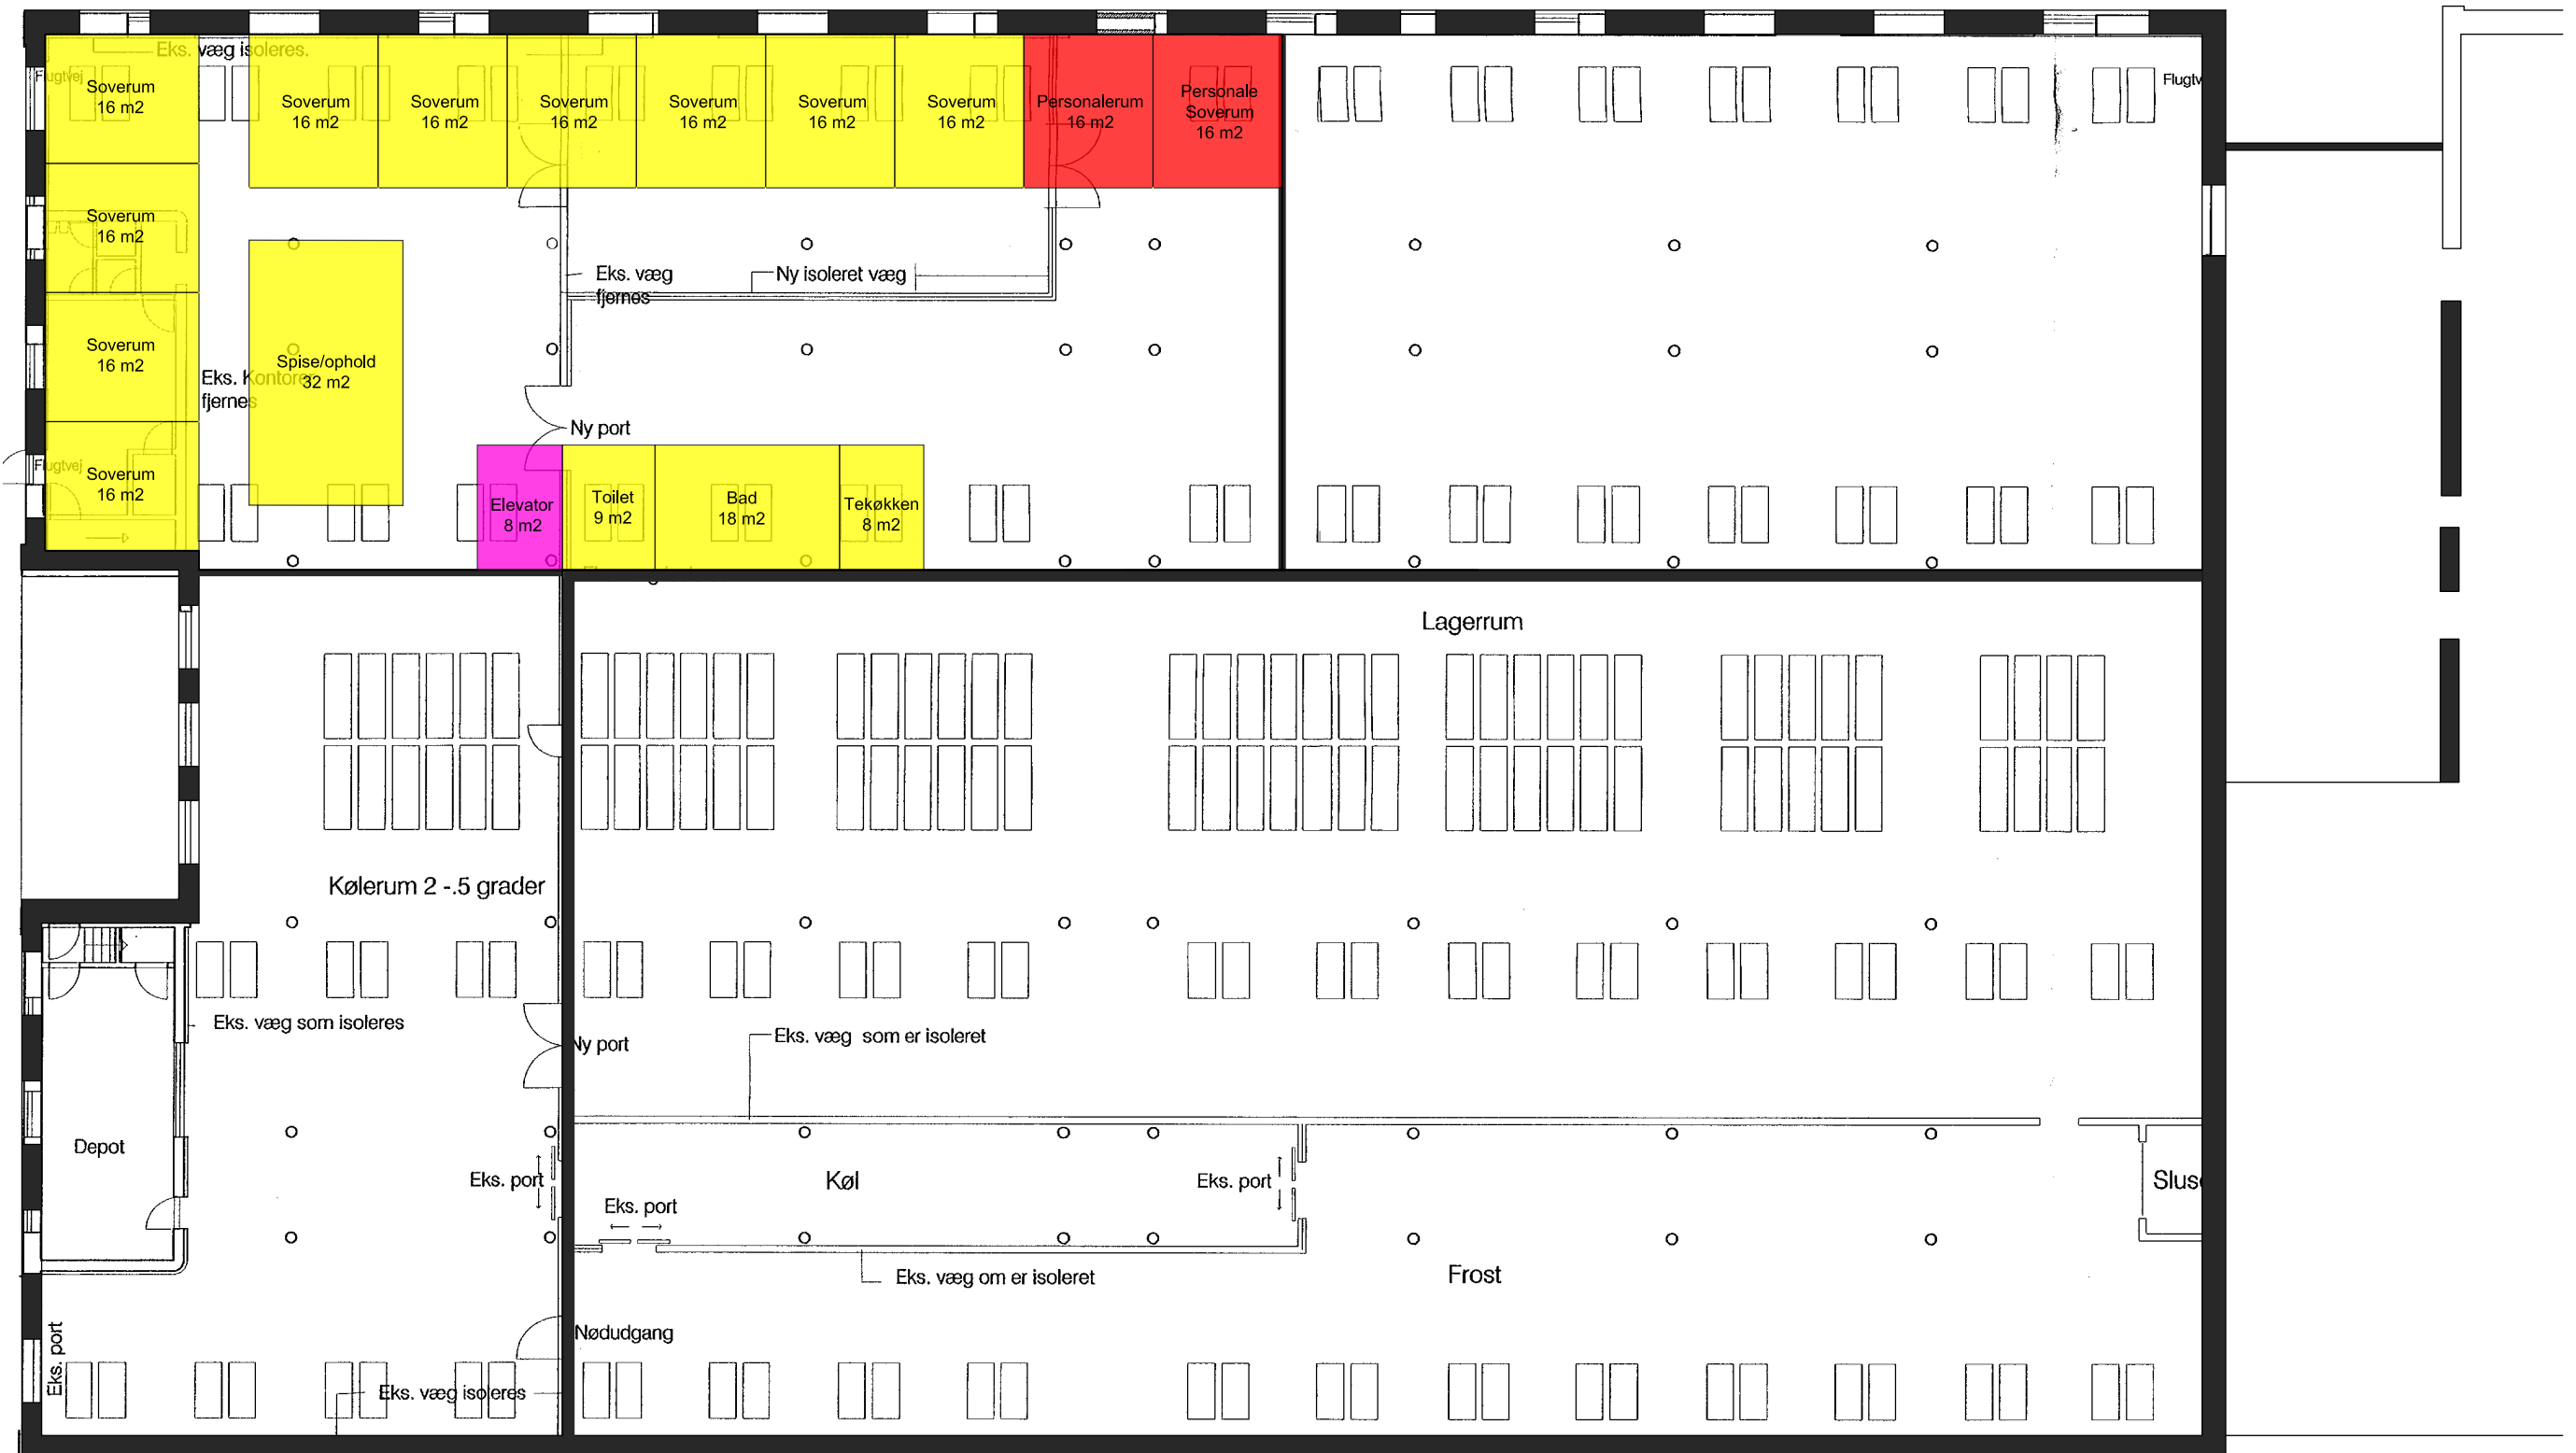 Eks. væg isoleres.
Flugtvej
Soverum
16 m2
Soverum
16 m2
Soverum
16 m2
Soverum
16 m2
Soverum
16 m2
Soverum
16 m2
Soverum
16 m2
Personalerum
16 m2
Personale
Soverum
16 m2
Flugtv
Soverum
16 m2
Eks. væg
fjernes
Ny isoleret væg
Soverum
16 m2
Spise/ophold
32 m2
Eks. Kontorer
fjernes
Ny port
Flugtvej
Soverum
16 m2
Elevator
8 m2
Toilet
9 m2
Bad
18 m2
Tekøkken
8 m2
Lagerrum
Kølerum 2 -.5 grader
Eks. væg som isoleres
Ny port
Eks. væg som er isoleret
Depot
Eks. port
Køl
Eks. port
Sluse
Eks. port
Eks. væg om er isoleret
Frost
Nødudgang
Eks. port
Eks. væg isoleres